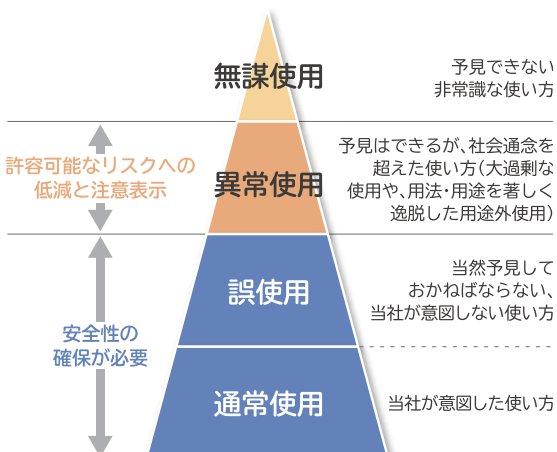 無謀使用
予見できない
非常識な使い方
許容可能なリスクへの
低減と注意表示
異常使用
予見はできるが、社会通念を
超えた使い方(大過剰な
使用や、用法・用途を著しく
逸脱した用途外使用)
安全性の
確保が必要
誤使用
当然予見して
おかねばならない、
当社が意図しない使い方
通常使用
当社が意図した使い方